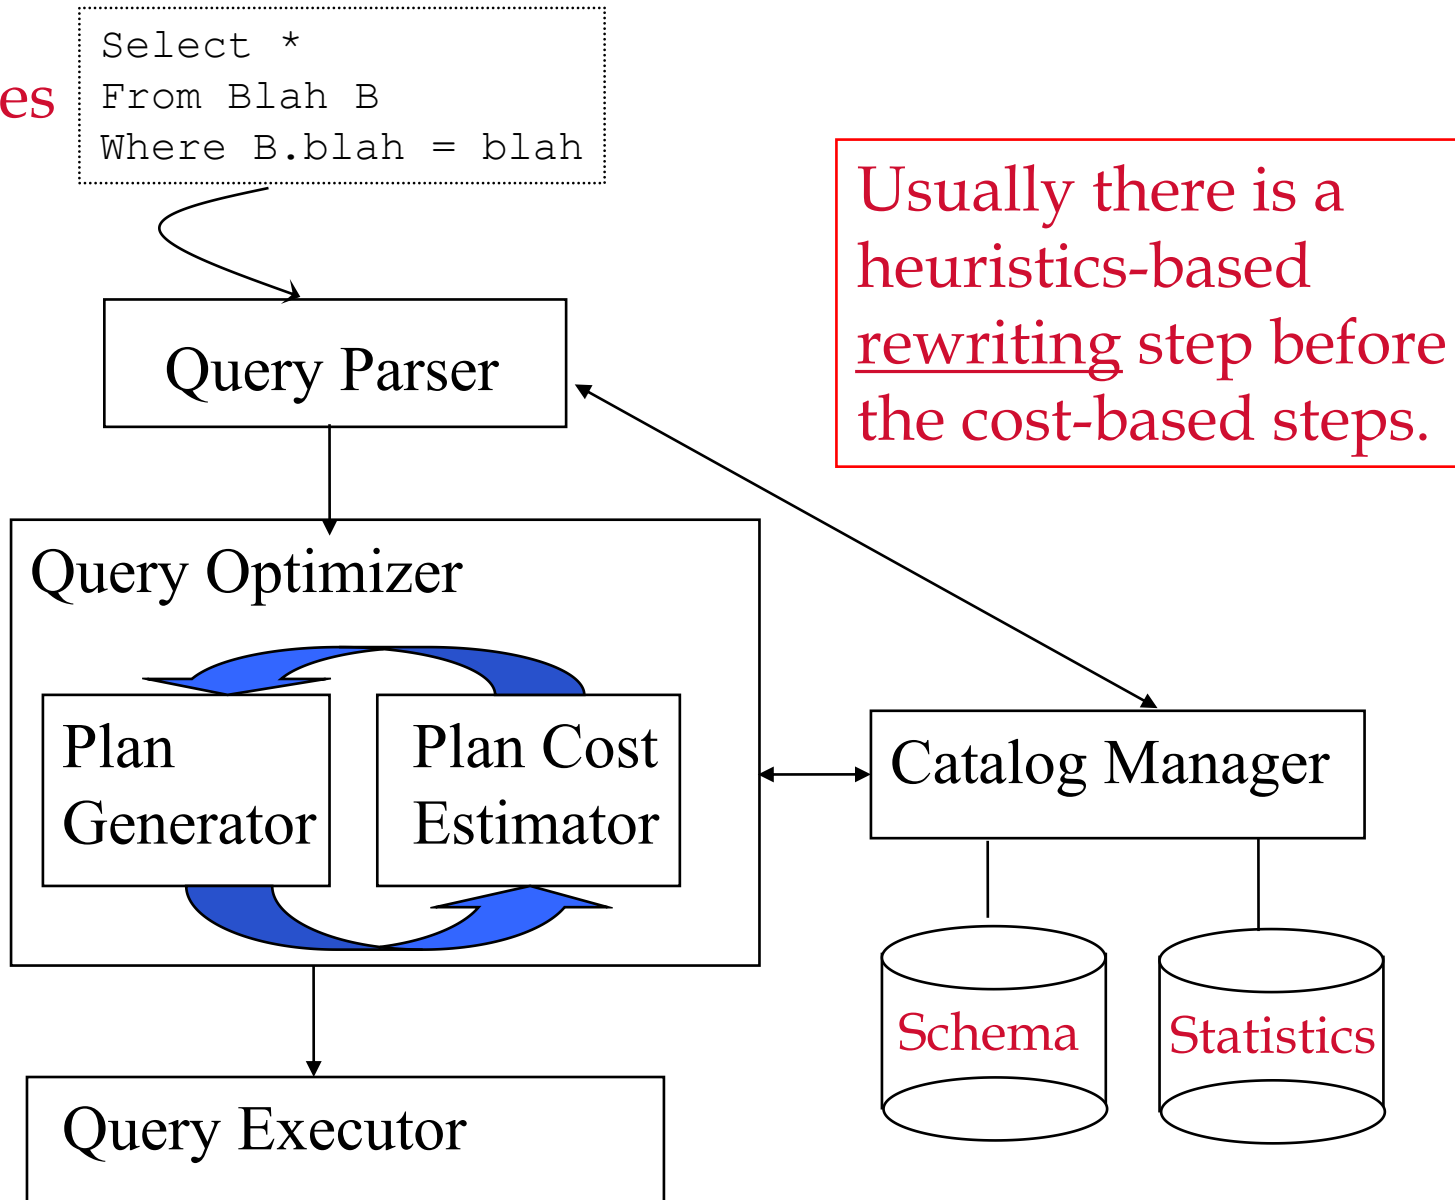 Select *
From Blah B
Where B.blah = blah
Usually there is a
heuristics-based
rewriting step before
the cost-based steps.
Query Parser
Query Optimizer
Plan
Generator
Plan Cost
Estimator
Catalog Manager
Schema
Statistics
Query Executor